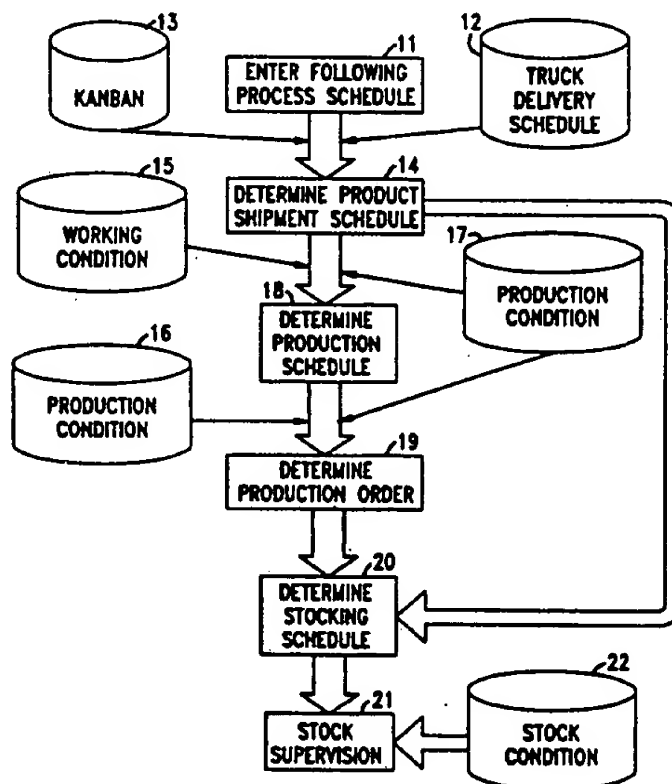 13
KANBAN
11
ENTER FOLLOWING
PROCESS SCHEDULE
12
TRUCK
DELIVERY
SCHEDULE
14
DETERMINE PRODUCT
SHIPMENT SCHEDULE
15
WORKING
CONDITION
17
PRODUCTION
CONDITION
18
DETERMINE
PRODUCTION
SCHEDULE
16
PRODUCTION
CONDITION
19
DETERMINE
PRODUCTION ORDER
20
DETERMINE
STOCKING
SCHEDULE
21
STOCK
SUPERVISION
22
STOCK
CONDITION